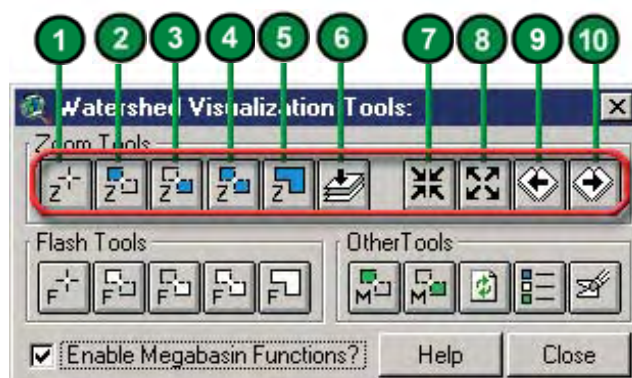 1 2 3 4 5 6 7 8 9 10
Watershed Visualization Tools:
Zoom Tools
Z Z Z Z Z
Flash Tools
OtherTools
F F F F F
M M
Enable Megabasin Functions?
Help
Close